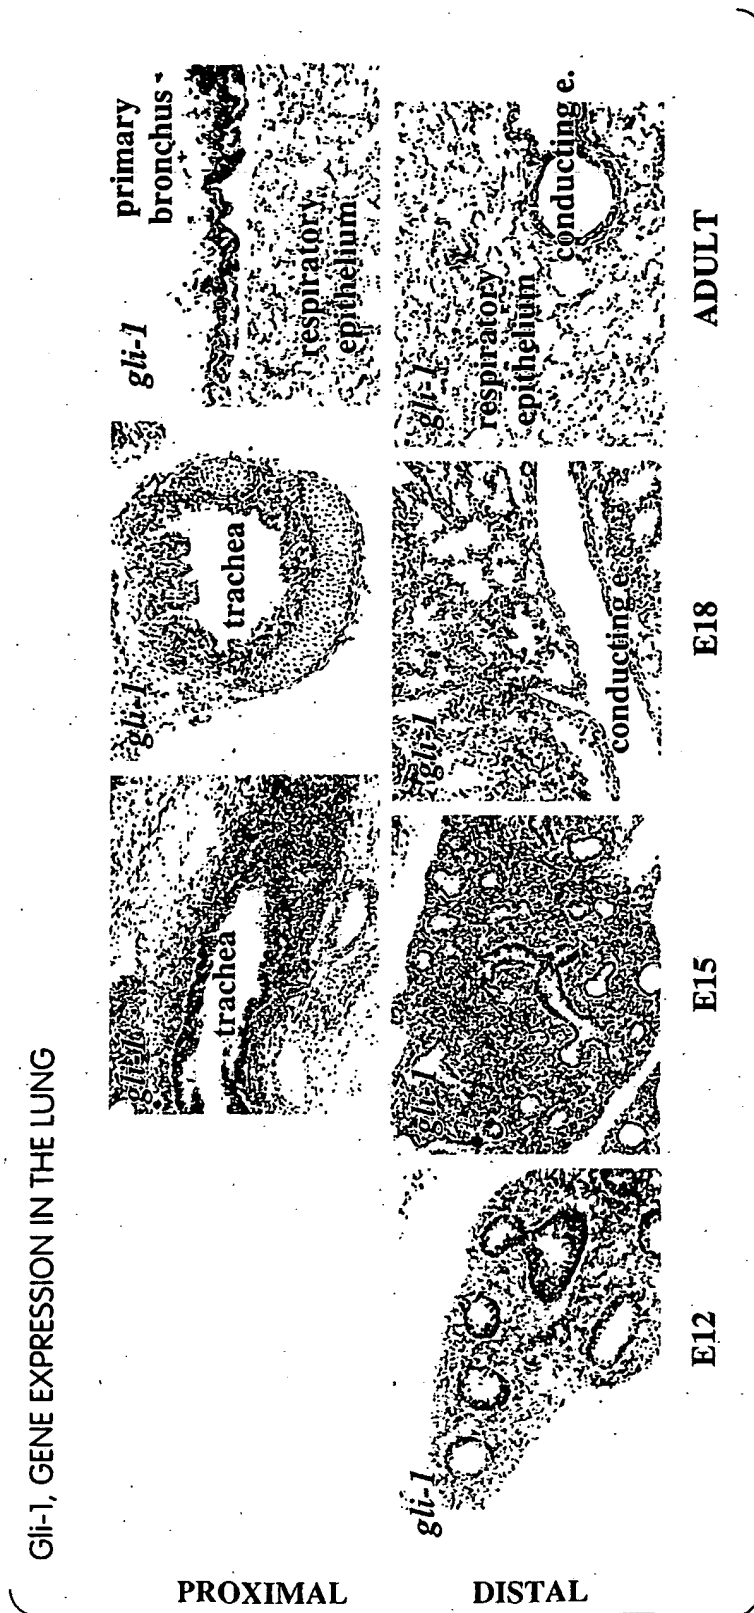 Gli-1, GENE EXPRESSION IN THE LUNG
PROXIMAL
gli-1
trachea
gli-1
trachea
gli-1
primary
bronchus
respiratory
epithelium
DISTAL
gli-1
gli-1
gli-1
conducting e.
gli-1
respiratory
epithelium
conducting e.
E12
E15
E18
ADULT